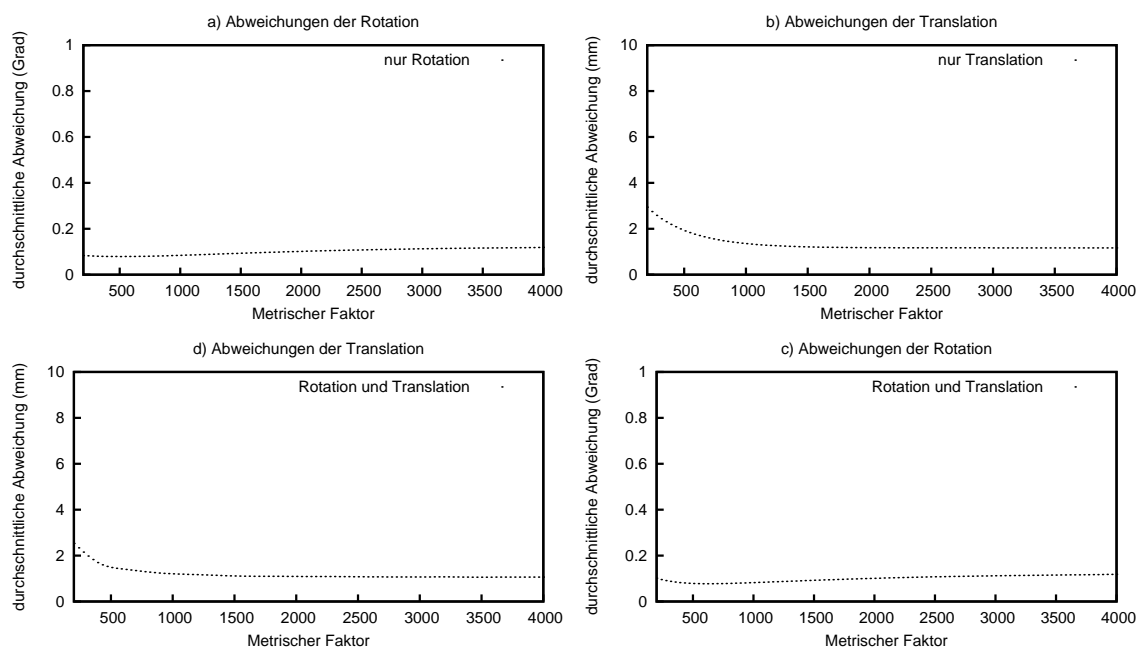 a) Abweichungen der Rotation
durchschnittliche Abweichung (Grad)
1
0.8
0.6
0.4
0.2
0
nur Rotation
500 1000 1500 2000 2500 3000 3500 4000
Metrischer Faktor
b) Abweichungen der Translation
durchschnittliche Abweichung (mm)
10
8
6
4
2
0
nur Translation
500 1000 1500 2000 2500 3000 3500 4000
Metrischer Faktor
d) Abweichungen der Translation
durchschnittliche Abweichung (mm)
10
8
6
4
2
0
Rotation und Translation
500 1000 1500 2000 2500 3000 3500 4000
Metrischer Faktor
c) Abweichungen der Rotation
durchschnittliche Abweichung (Grad)
1
0.8
0.6
0.4
0.2
0
Rotation und Translation
500 1000 1500 2000 2500 3000 3500 4000
Metrischer Faktor